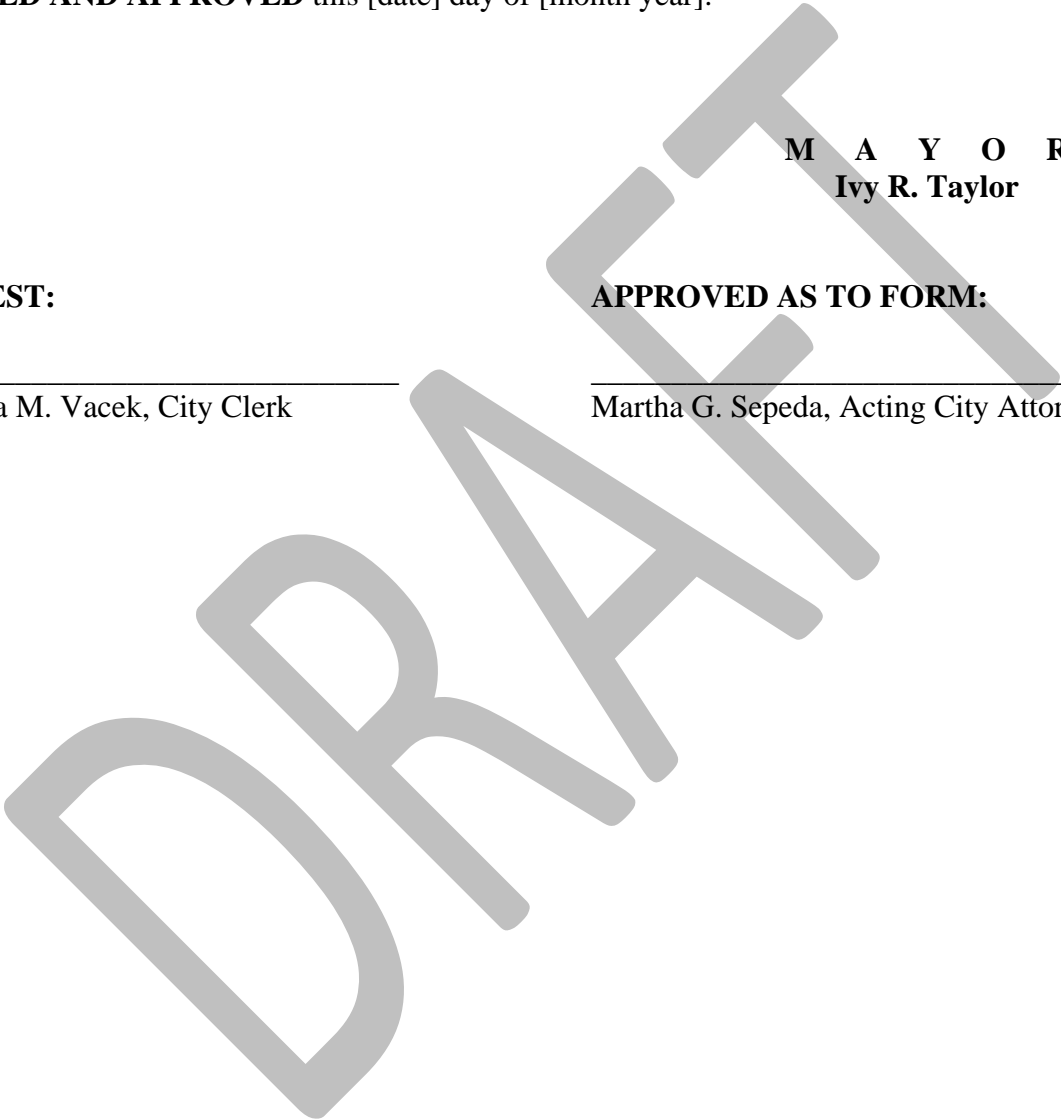 ED AND APPROVED this [date] day of [month year].
M A Y O R
Ivy R. Taylor
EST:
APPROVED AS TO FORM:
a M. Vacek, City Clerk
Martha G. Sepeda, Acting City Attor
DRAFT